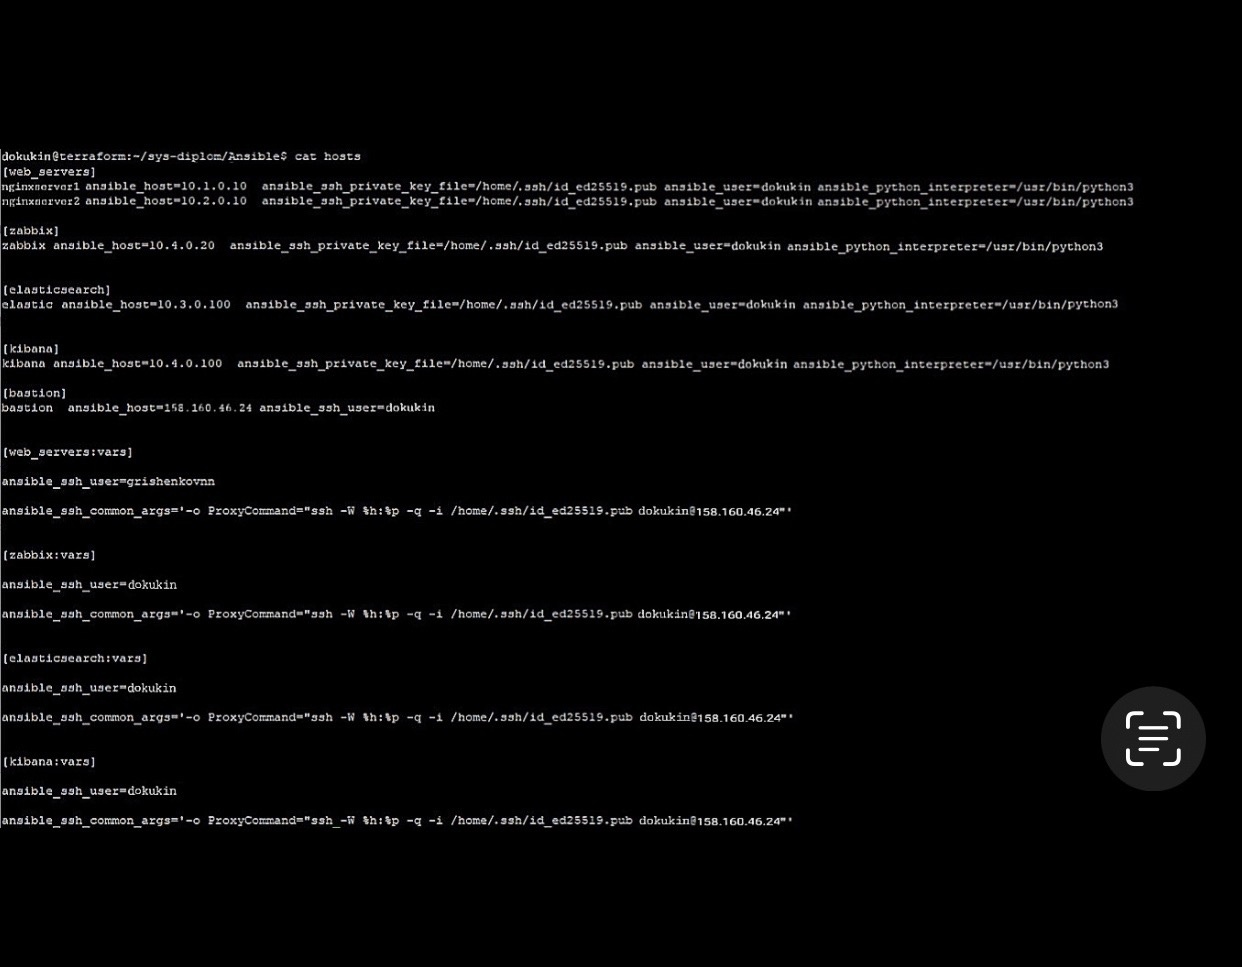 dokukin@terraform:~/sys-diplom/Ansible$ cat hosts
[web_servers]
nginxserver1 ansible_host=10.1.0.10  ansible_ssh_private_key_file=/home/.ssh/id_ed25519.pub ansible_user=dokukin ansible_python_interpreter=/usr/bin/python3
nginxserver2 ansible_host=10.2.0.10  ansible_ssh_private_key_file=/home/.ssh/id_ed25519.pub ansible_user=dokukin ansible_python_interpreter=/usr/bin/python3
[zabbix]
zabbix ansible_host=10.4.0.20  ansible_ssh_private_key_file=/home/.ssh/id_ed25519.pub ansible_user=dokukin ansible_python_interpreter=/usr/bin/python3
[elasticsearch]
elastic ansible_host=10.3.0.100  ansible_ssh_private_key_file=/home/.ssh/id_ed25519.pub ansible_user=dokukin ansible_python_interpreter=/usr/bin/python3
[kibana]
kibana ansible_host=10.4.0.100  ansible_ssh_private_key_file=/home/.ssh/id_ed25519.pub ansible_user=dokukin ansible_python_interpreter=/usr/bin/python3
[bastion]
bastion  ansible_host=158.160.46.24 ansible_ssh_user=dokukin
[web_servers:vars]
ansible_ssh_user=grishenkovnn
ansible_ssh_common_args='-o ProxyCommand="ssh -W %h:%p -q -i /home/.ssh/id_ed25519.pub dokukin@158.160.46.24"'
[zabbix:vars]
ansible_ssh_user=dokukin
ansible_ssh_common_args='-o ProxyCommand="ssh -W %h:%p -q -i /home/.ssh/id_ed25519.pub dokukin@158.160.46.24"'
[elasticsearch:vars]
ansible_ssh_user=dokukin
ansible_ssh_common_args='-o ProxyCommand="ssh -W %h:%p -q -i /home/.ssh/id_ed25519.pub dokukin@158.160.46.24"'
[kibana:vars]
ansible_ssh_user=dokukin
ansible_ssh_common_args='-o ProxyCommand="ssh_-W %h:%p -q -i /home/.ssh/id_ed25519.pub dokukin@158.160.46.24"'